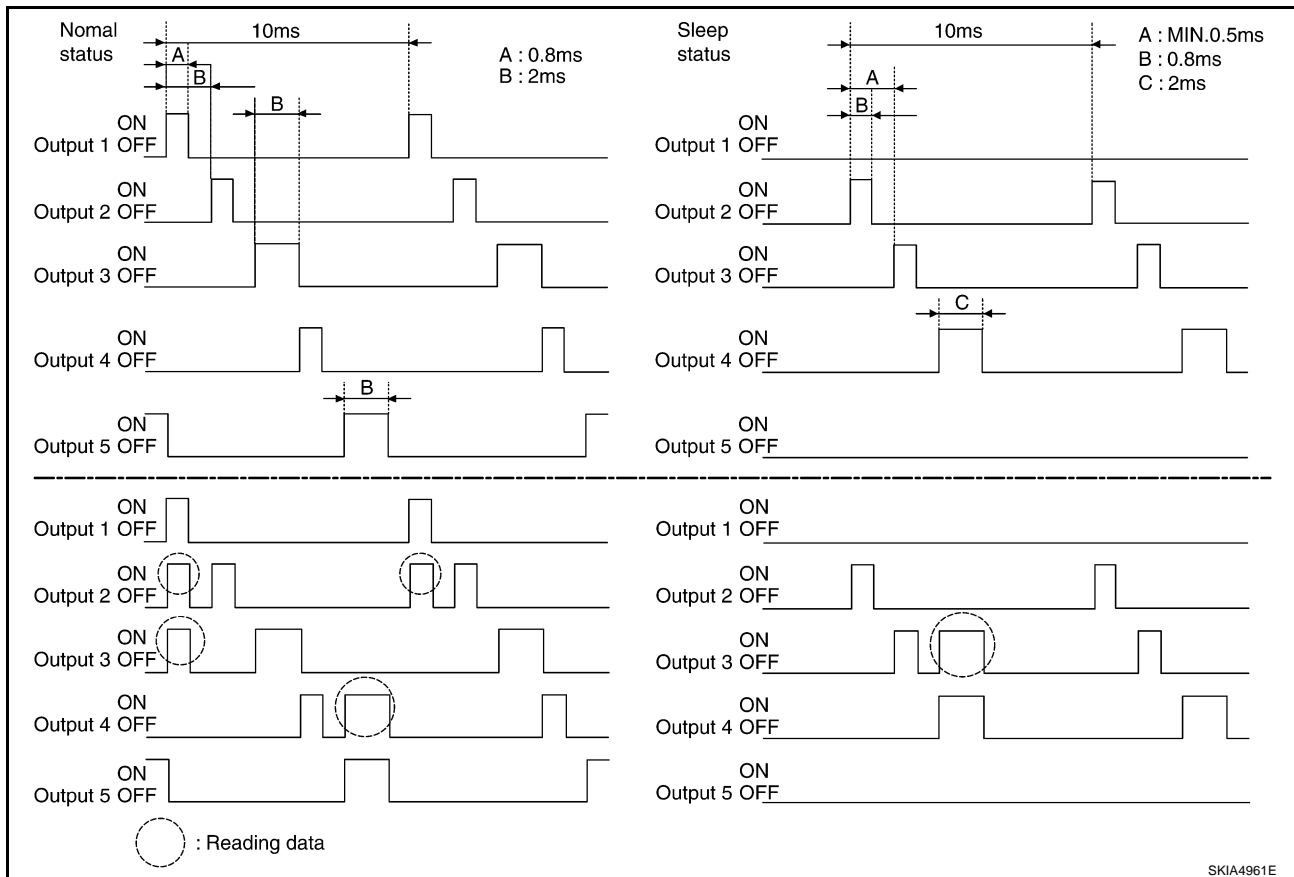 Nomal
status
10ms
A
B
B
A : 0.8ms
B : 2ms
ON
Output 1 OFF
ON
Output 2 OFF
ON
Output 3 OFF
ON
Output 4 OFF
B
ON
Output 5 OFF
Sleep
status
10ms
A
B
A : MIN.0.5ms
B : 0.8ms
C : 2ms
ON
Output 1 OFF
ON
Output 2 OFF
ON
Output 3 OFF
C
ON
Output 4 OFF
ON
Output 5 OFF
ON
Output 1 OFF
ON
Output 2 OFF
ON
Output 3 OFF
ON
Output 4 OFF
ON
Output 5 OFF
: Reading data
ON
Output 1 OFF
ON
Output 2 OFF
ON
Output 3 OFF
ON
Output 4 OFF
ON
Output 5 OFF
SKIA4961E